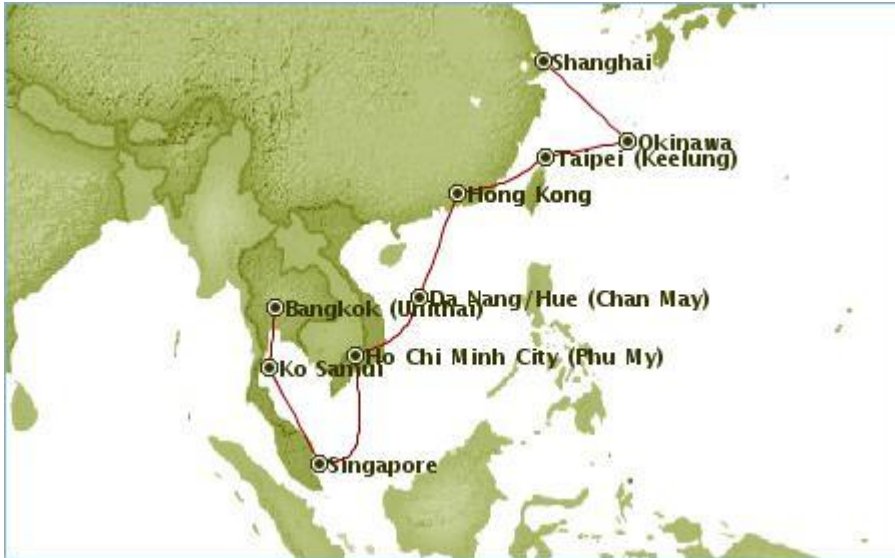 Shanghai
Okinawa
Taipei (Keelung)
Hong Kong
Da Nang/Hue (Chan May)
Bangkok (Unithai)
Ho Chi Minh City (Phu My)
Ko Samui
Singapore